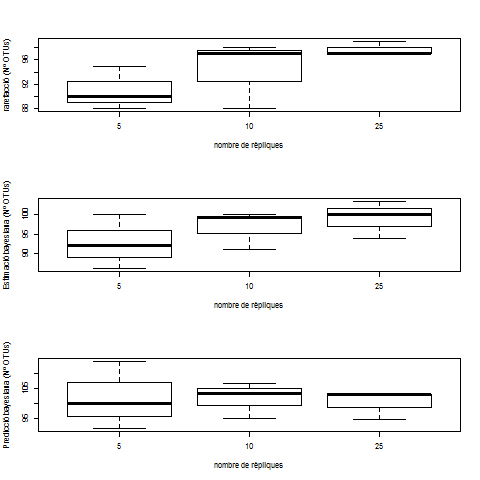 rarefacció (Nº OTUs)
96
92
88
5
10
25
nombre de rèpliques
Estimació bayesiana (Nº OTUs)
100
95
90
5
10
25
nombre de rèpliques
Predicció bayesiana (Nº OTUs)
105
95
5
10
25
nombre de rèpliques